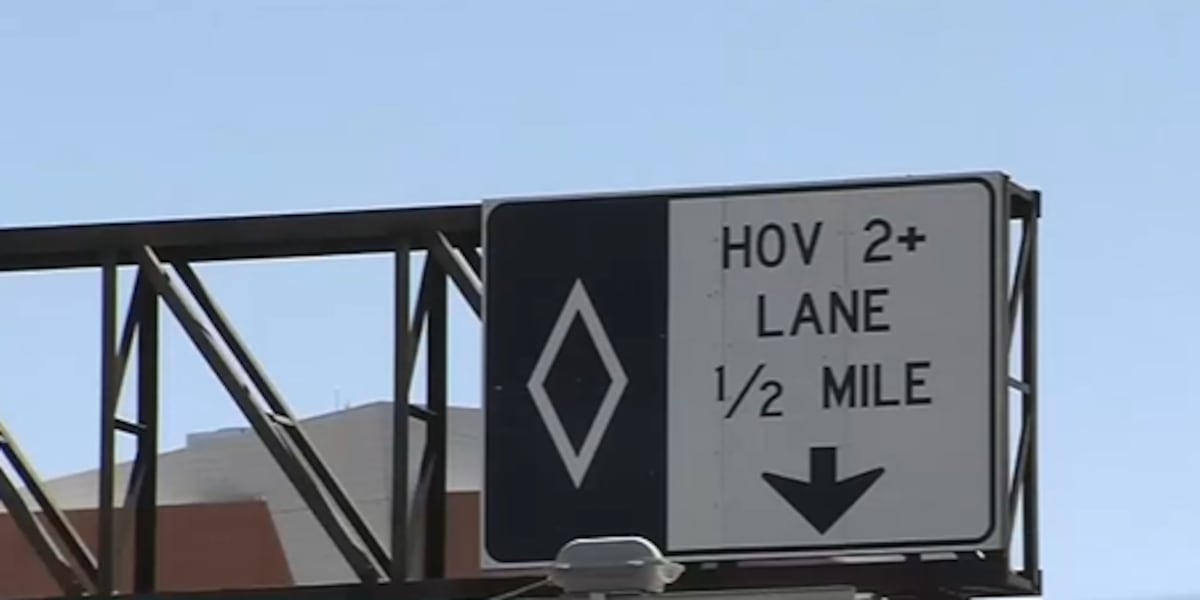 HOV 2+
LANE
1/2 MILE